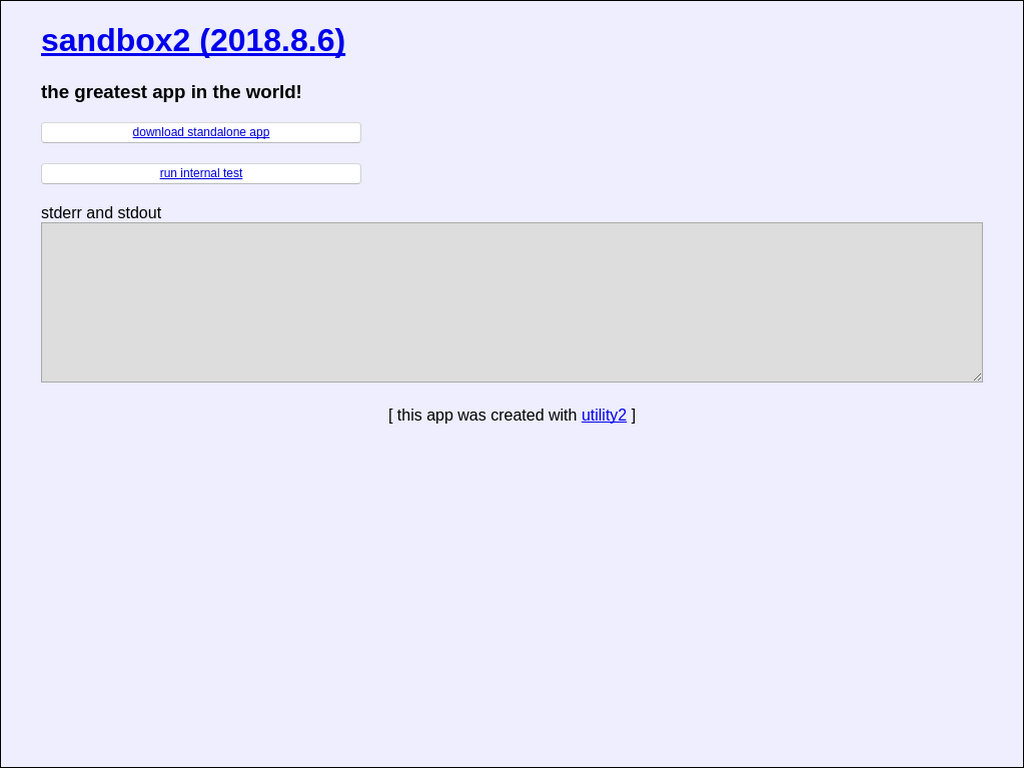 sandbox2 (2018.8.6)
the greatest app in the world!
download standalone app
run internal test
stderr and stdout
[ this app was created with utility2 ]